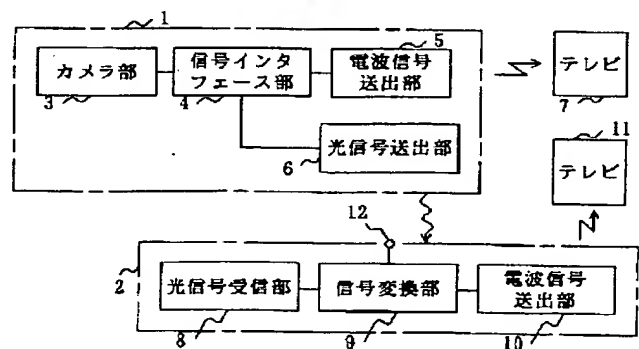 1
カメラ部
3
信号インタ
フェース部
4
5
電波信号
送出部
光信号送出部
6
テレビ
7
11
テレビ
12
2
光信号受信部
8
信号変換部
9
電波信号
送出部
10